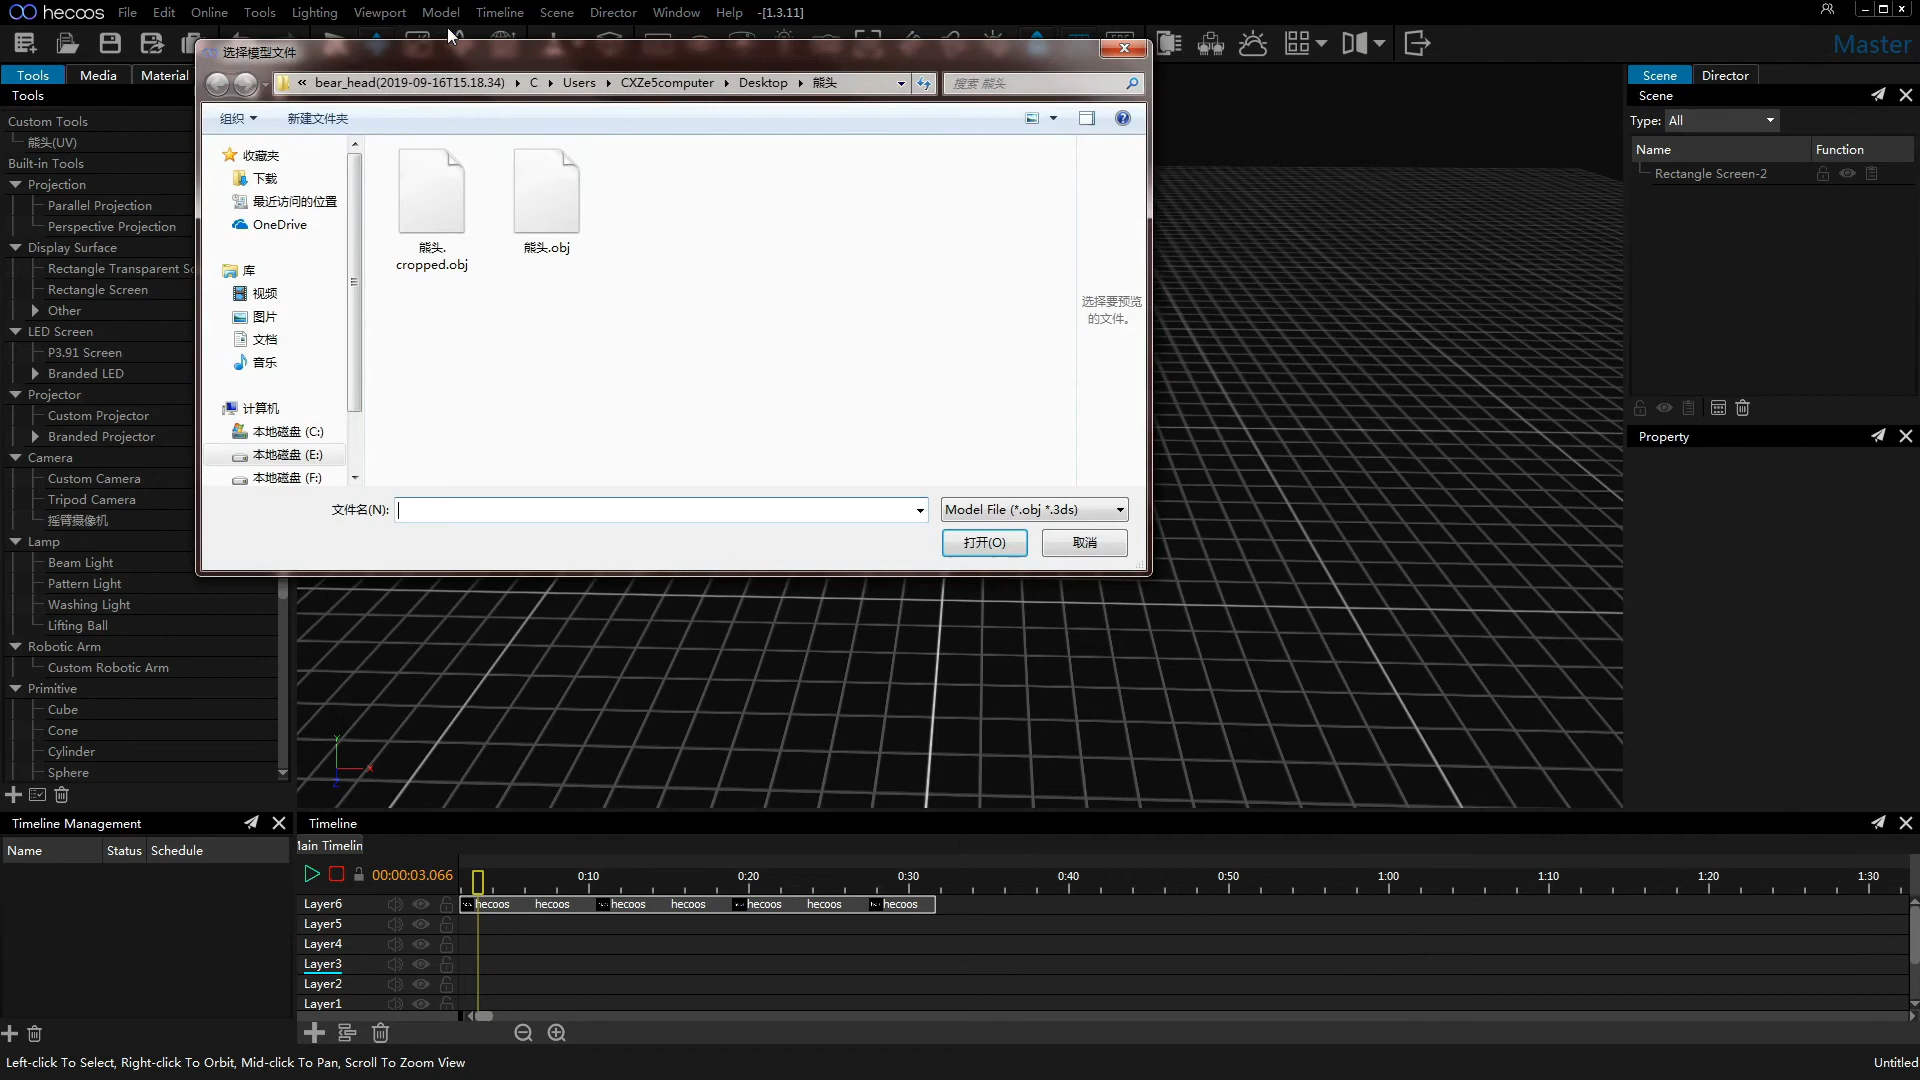 hecoos File Edit Online Tools Lighting Viewport Model Timeline Scene Director Window Help -[1.3.11]
Master
选择模型文件
« bear_head(2019-09-16T15.18.34) C Users CXZe5computer Desktop 熊头
搜索 熊头
组织 新建文件夹
收藏夹
下载
最近访问的位置
OneDrive
库
视频
图片
文档
音乐
计算机
本地磁盘 (C:)
本地磁盘 (E:)
本地磁盘 (F:)
熊头.
cropped.obj
熊头.obj
选择要预览
的文件。
文件名(N):
Model File (*.obj *.3ds)
打开(O) 取消
Tools Media Material
Tools
Custom Tools
熊头(UV)
Built-in Tools
Projection
Parallel Projection
Perspective Projection
Display Surface
Rectangle Transparent Sc
Rectangle Screen
Other
LED Screen
P3.91 Screen
Branded LED
Projector
Custom Projector
Branded Projector
Camera
Custom Camera
Tripod Camera
摇臂摄像机
Lamp
Beam Light
Pattern Light
Washing Light
Lifting Ball
Robotic Arm
Custom Robotic Arm
Primitive
Cube
Cone
Cylinder
Sphere
Y
X
Z
Scene Director
Scene
Type: All
Name Function
Rectangle Screen-2
Property
Timeline Management
Name Status Schedule
Timeline
Main Timelin
00:00:03.066
0:10 0:20 0:30 0:40 0:50 1:00 1:10 1:20 1:30
Layer6 hecoos hecoos hecoos hecoos hecoos hecoos hecoos
Layer5
Layer4
Layer3
Layer2
Layer1
Left-click To Select, Right-click To Orbit, Mid-click To Pan, Scroll To Zoom View
Untitled